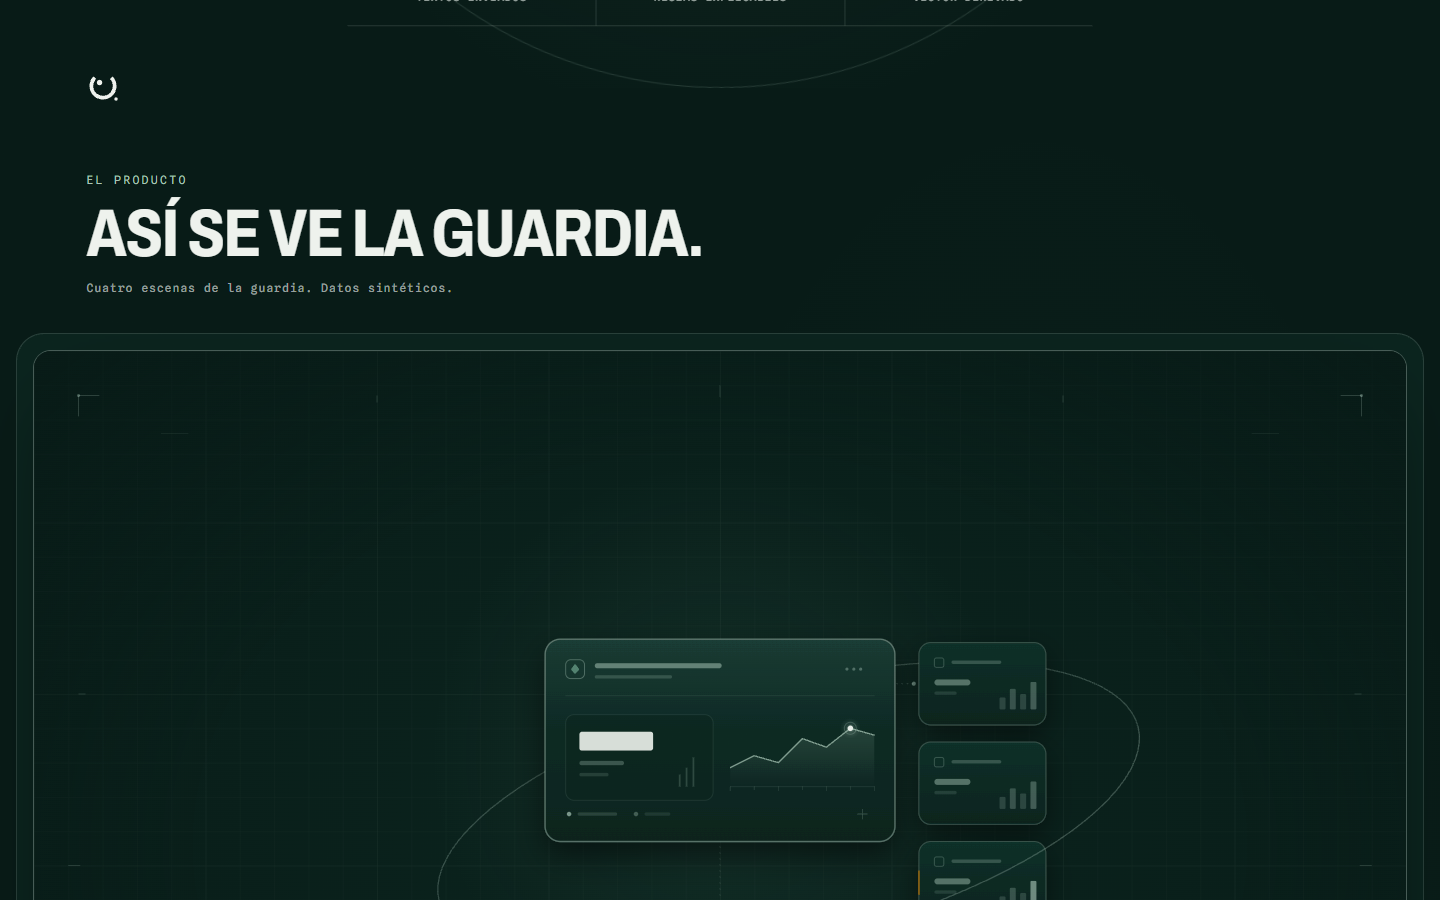 EL PRODUCTO
ASÍ SE VE LA GUARDIA.
Cuatro escenas de la guardia. Datos sintéticos.